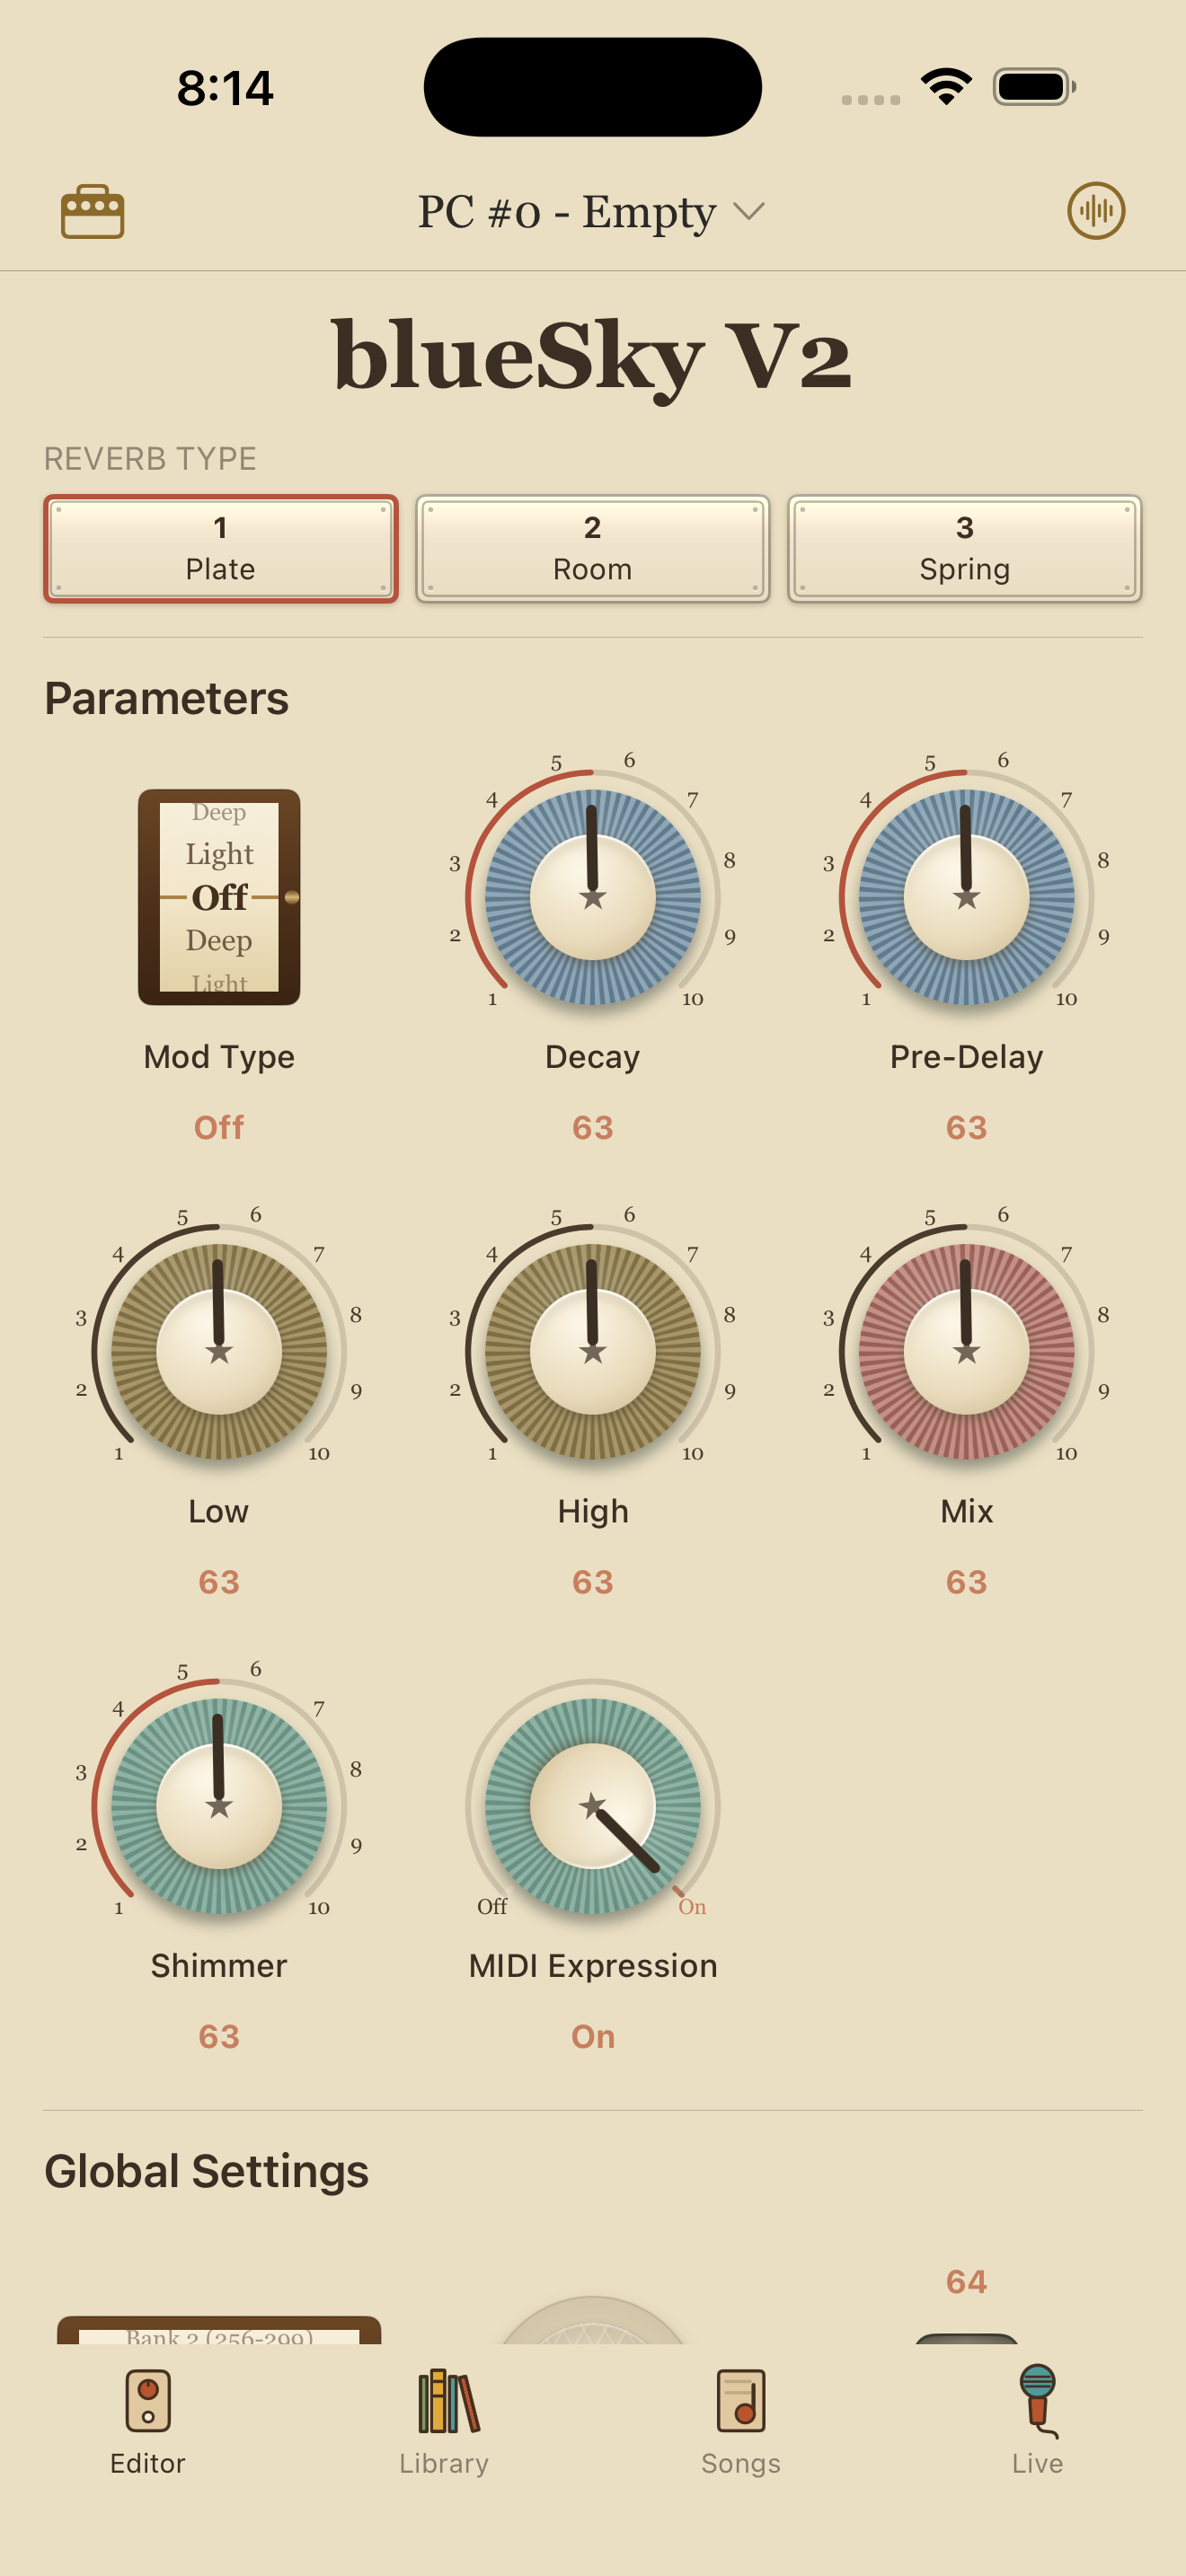 8:14
PC #0 - Empty
blueSky V2
REVERB TYPE
1
Plate
2
Room
3
Spring
Parameters
Deep
Light
Off
Deep
Light
Mod Type
Off
1 2 3 4 5 6 7 8 9 10
Decay
63
1 2 3 4 5 6 7 8 9 10
Pre-Delay
63
1 2 3 4 5 6 7 8 9 10
Low
63
1 2 3 4 5 6 7 8 9 10
High
63
1 2 3 4 5 6 7 8 9 10
Mix
63
1 2 3 4 5 6 7 8 9 10
Shimmer
63
Off On
MIDI Expression
On
Global Settings
Bank 2 (256-299)
64
Editor
Library
Songs
Live